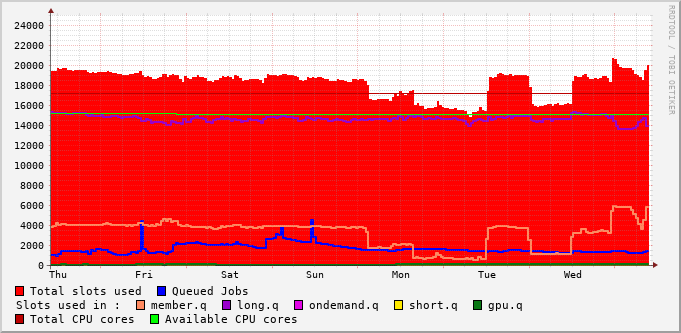 RRDTOOL / TOBI OETIKER
24000
22000
20000
18000
16000
14000
12000
10000
8000
6000
4000
2000
0
Thu Fri Sat Sun Mon Tue Wed
Total slots used Queued Jobs
Slots used in : member.q long.q ondemand.q short.q gpu.q
Total CPU cores Available CPU cores